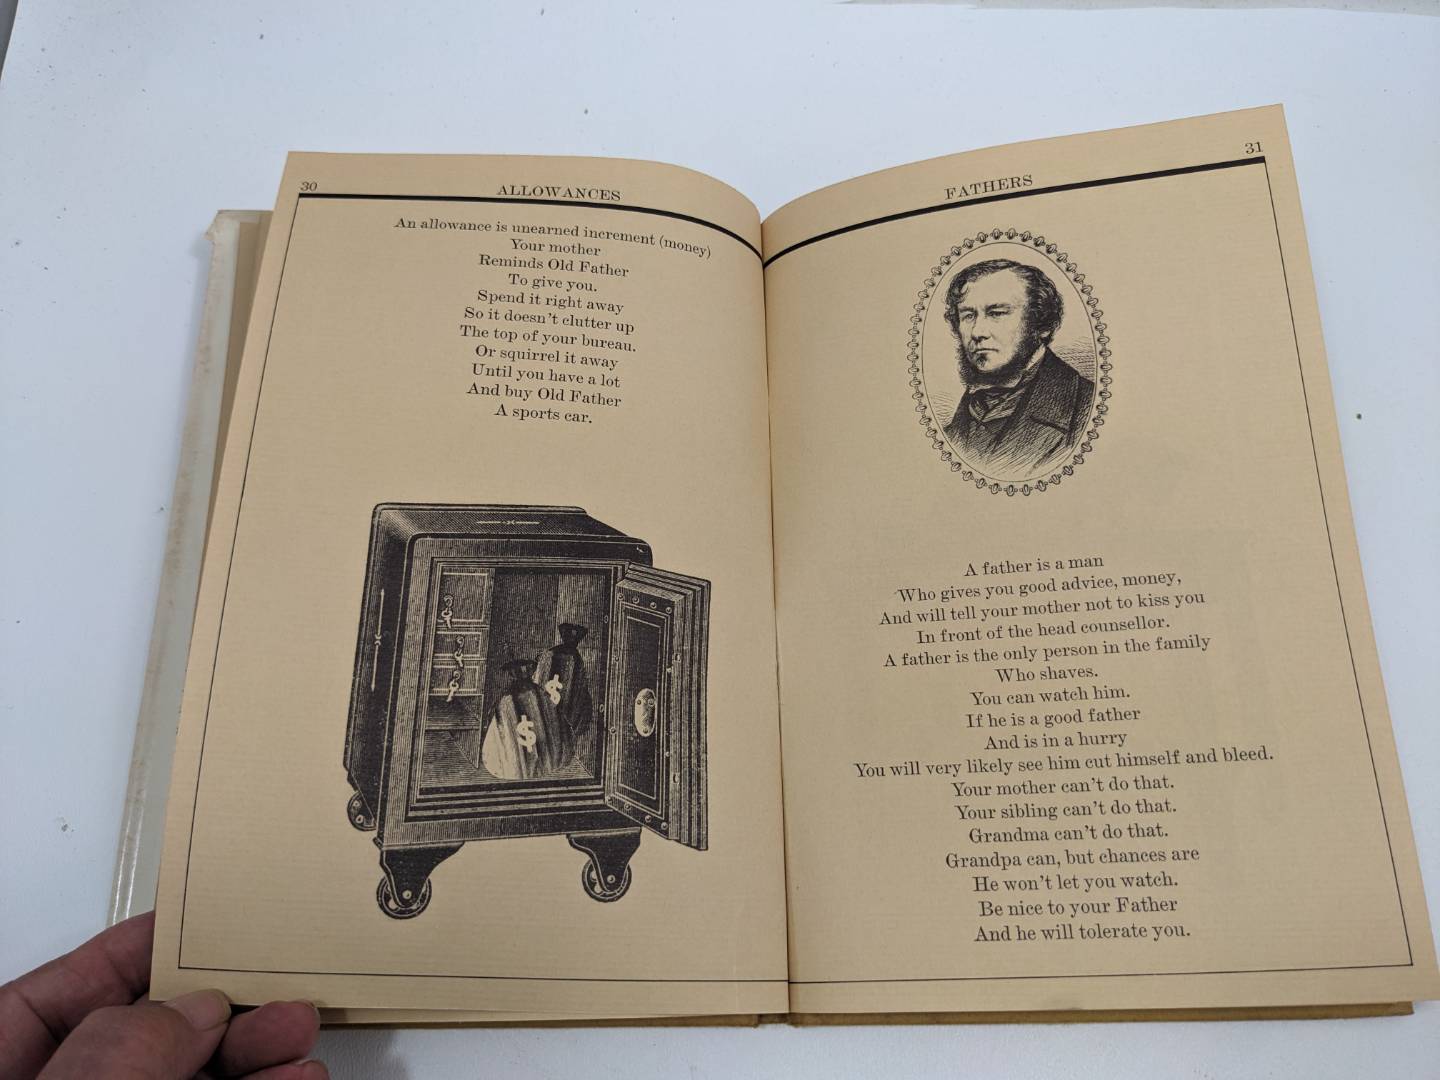 30
ALLOWANCES
An allowance is unearned increment (money)
Your mother
Reminds Old Father
To give you.
Spend it right away
So it doesn't clutter up
The top of your bureau.
Or squirrel it away
Until you have a lot
And buy Old Father
A sports car.
$
$
31
FATHERS
A father is a man
Who gives you good advice, money,
And will tell your mother not to kiss you
In front of the head counsellor.
A father is the only person in the family
Who shaves.
You can watch him.
If he is a good father
And is in a hurry
You will very likely see him cut himself and bleed.
Your mother can't do that.
Your sibling can't do that.
Grandma can't do that.
Grandpa can, but chances are
He won't let you watch.
Be nice to your Father
And he will tolerate you.